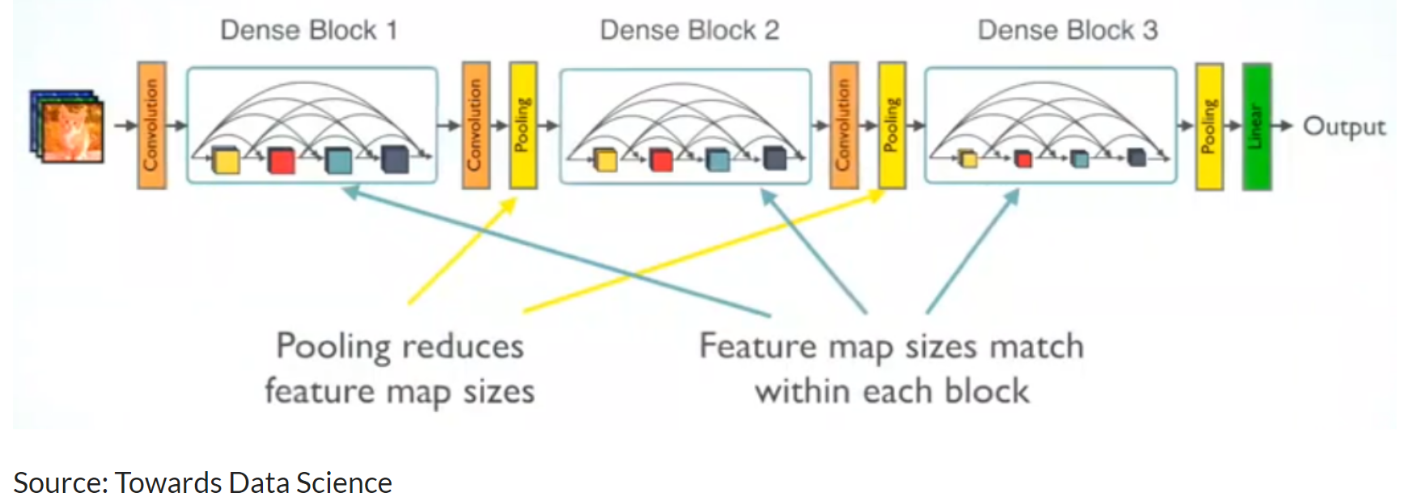 Dense Block 1
Dense Block 2
Dense Block 3
Convolution
Convolution
Pooling
Convolution
Pooling
Pooling
Linear
Output
Pooling reduces
feature map sizes
Feature map sizes match
within each block
Source: Towards Data Science